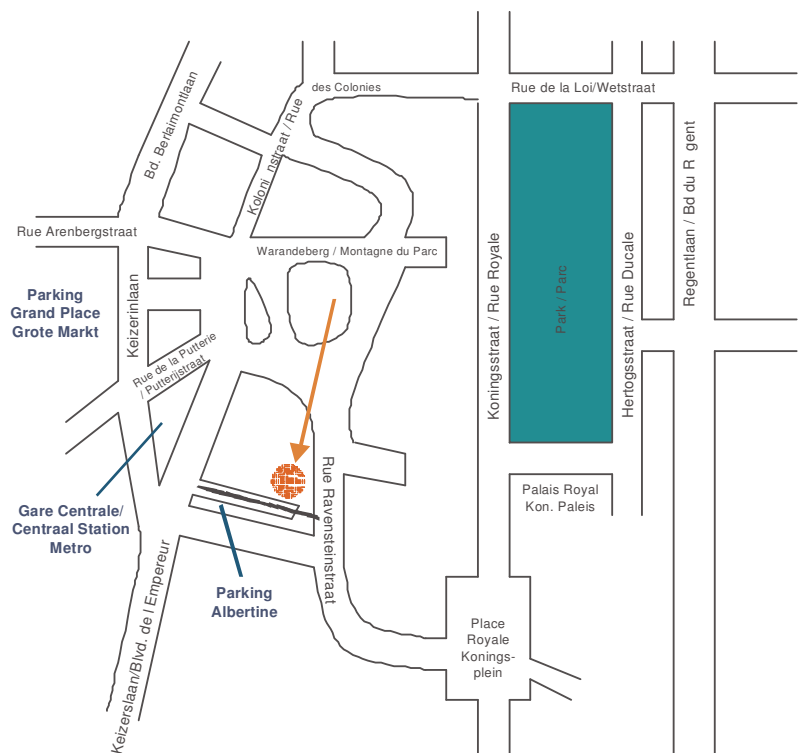 des Colonies
Rue de la Loi/Wetstraat
Bd. Berlaimontlaan
Koloni nstraat / Rue
Regentlaan / Bd du R gent
Rue Arenbergstraat
Warandeberg / Montagne du Parc
Parking
Grand Place
Grote Markt
Keizerinlaan
Koningsstraat / Rue Royale
Park / Parc
Hertogsstraat / Rue Ducale
Rue de la Putterie
/ Putterijstraat
Rue Ravensteinstraat
Palais Royal
Kon. Paleis
Gare Centrale/
Centraal Station
Metro
Parking
Albertine
Keizerslaan/Blvd. de l Empereur
Place
Royale
Konings-
plein